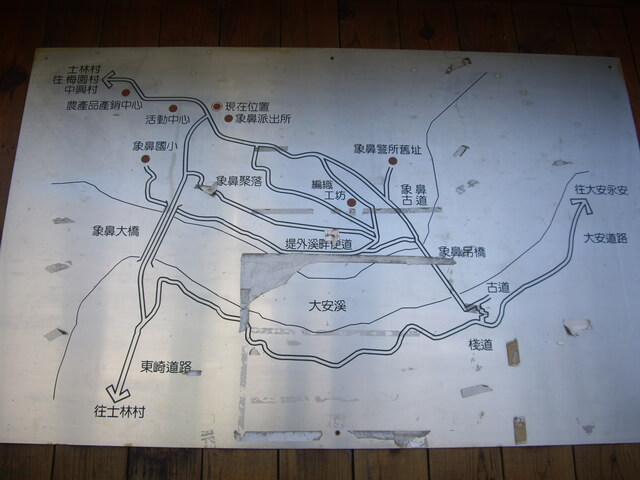 士林村
往梅園村
中興村
農產品產銷中心
活動中心
現在位置
象鼻派出所
象鼻國小
象鼻警所舊址
象鼻聚落
編織
工坊
象鼻
古道
往大安永安
大安道路
象鼻大橋
堤外溪畔便道
象鼻吊橋
古道
大安溪
棧道
東崎道路
往士林村